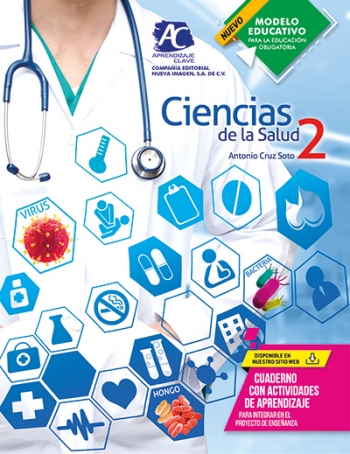 NUEVO
MODELO
EDUCATIVO
PARA LA EDUCACIÓN
OBLIGATORIA
AC
APRENDIZAJE
CLAVE
COMPAÑÍA EDITORIAL
NUEVA IMAGEN, S.A. DE C.V.
Ciencias
de la Salud 2
Antonio Cruz Soto
VIRUS
BACTERIA
HONGO
DISPONIBLE EN
NUESTRO SITIO WEB
CUADERNO
CON ACTIVIDADES
DE APRENDIZAJE
PARA INTEGRAR EN EL
PROYECTO DE ENSEÑANZA